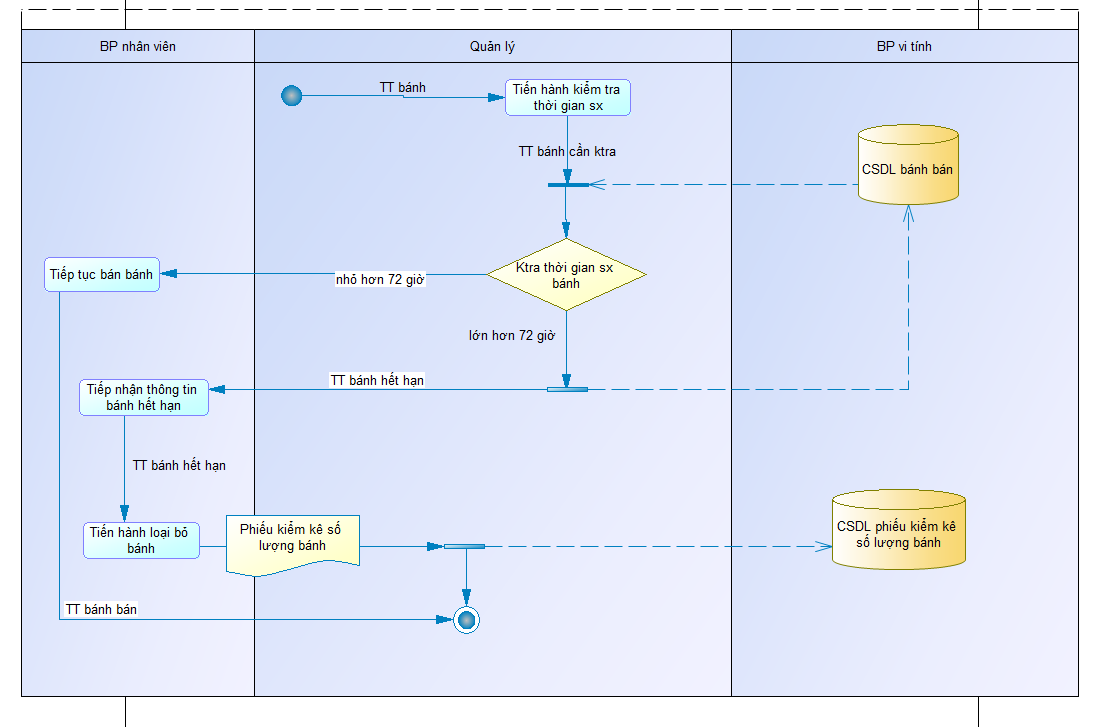 BP nhân viên
Quản lý
BP vi tính
TT bánh
Tiến hành kiểm tra
thời gian sx
TT bánh cần ktra
CSDL bánh bán
Ktra thời gian sx
bánh
Tiếp tục bán bánh
nhỏ hơn 72 giờ
lớn hơn 72 giờ
TT bánh hết hạn
Tiếp nhận thông tin
bánh hết hạn
TT bánh hết hạn
Tiến hành loại bỏ
bánh
Phiếu kiểm kê số
lượng bánh
CSDL phiếu kiểm kê
số lượng bánh
TT bánh bán